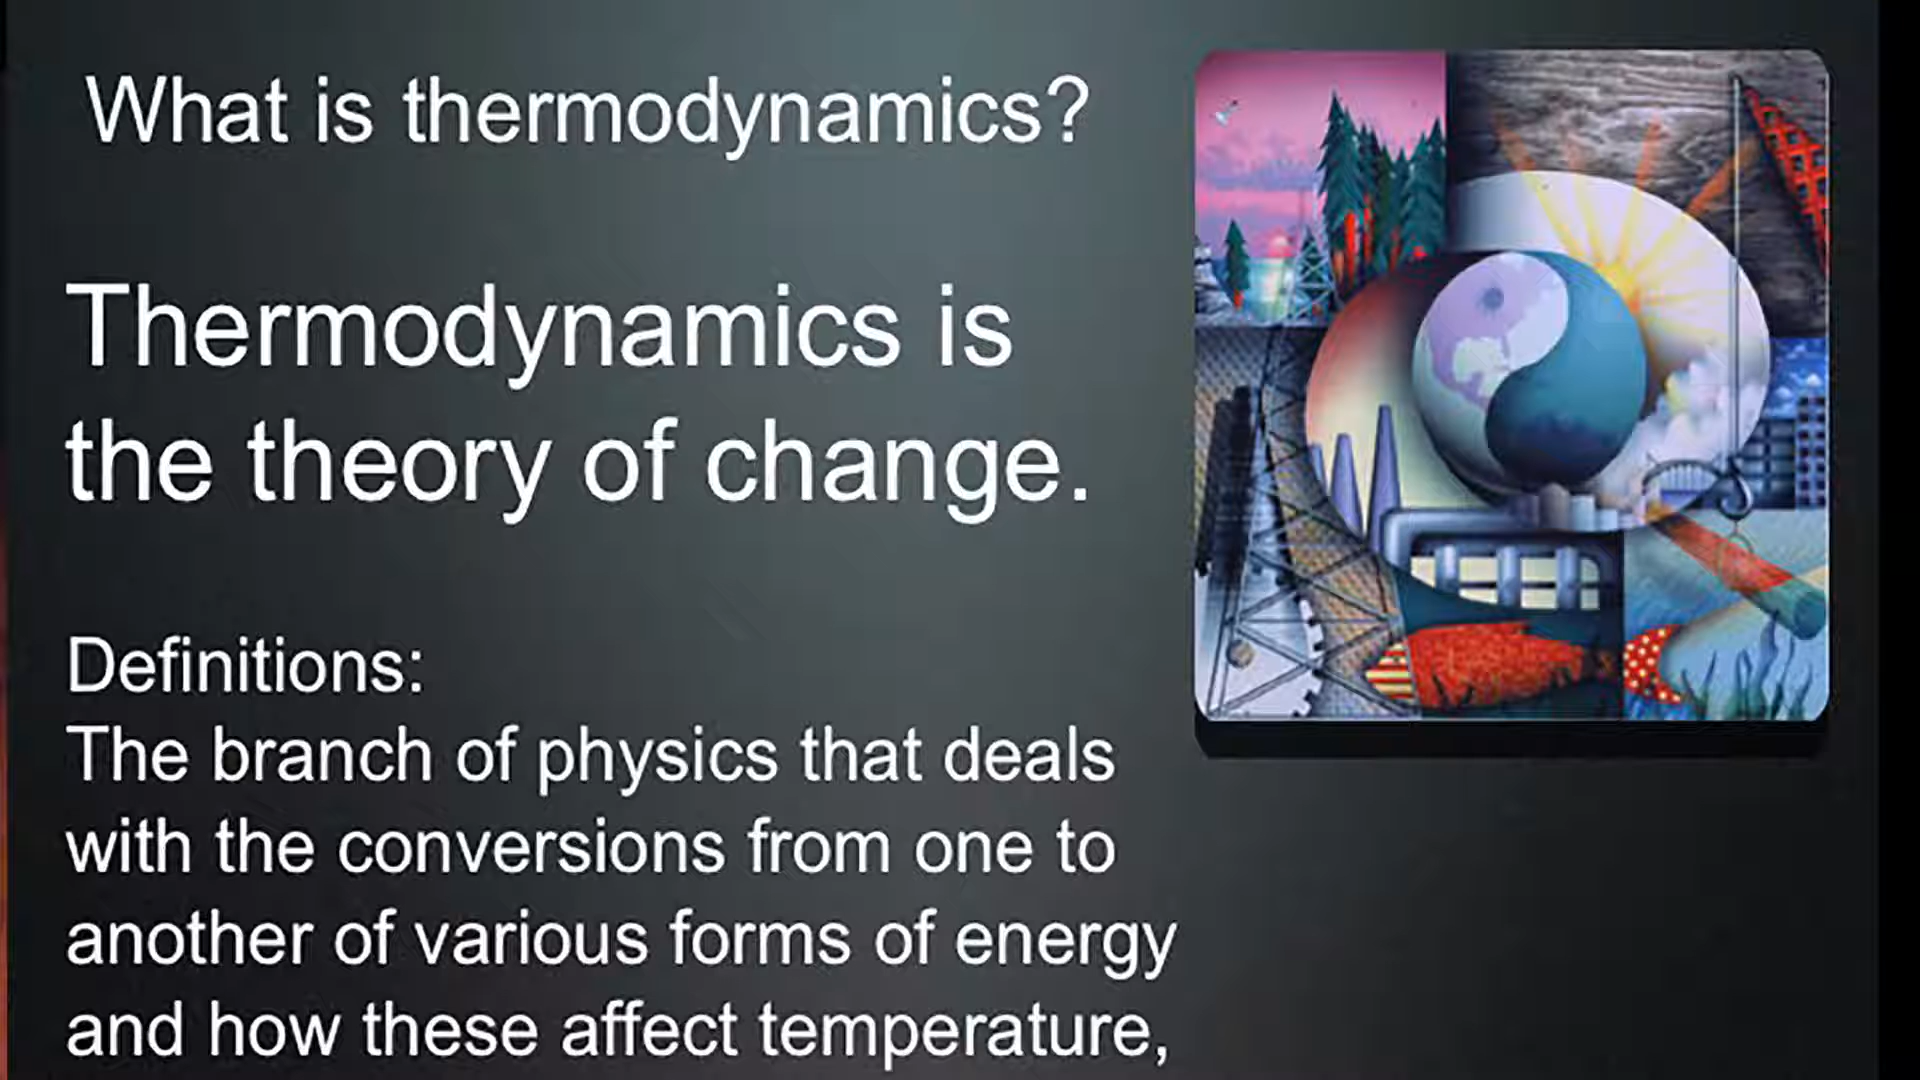 What is thermodynamics?
Thermodynamics is
the theory of change.
Definitions:
The branch of physics that deals
with the conversions from one to
another of various forms of energy
and how these affect temperature,